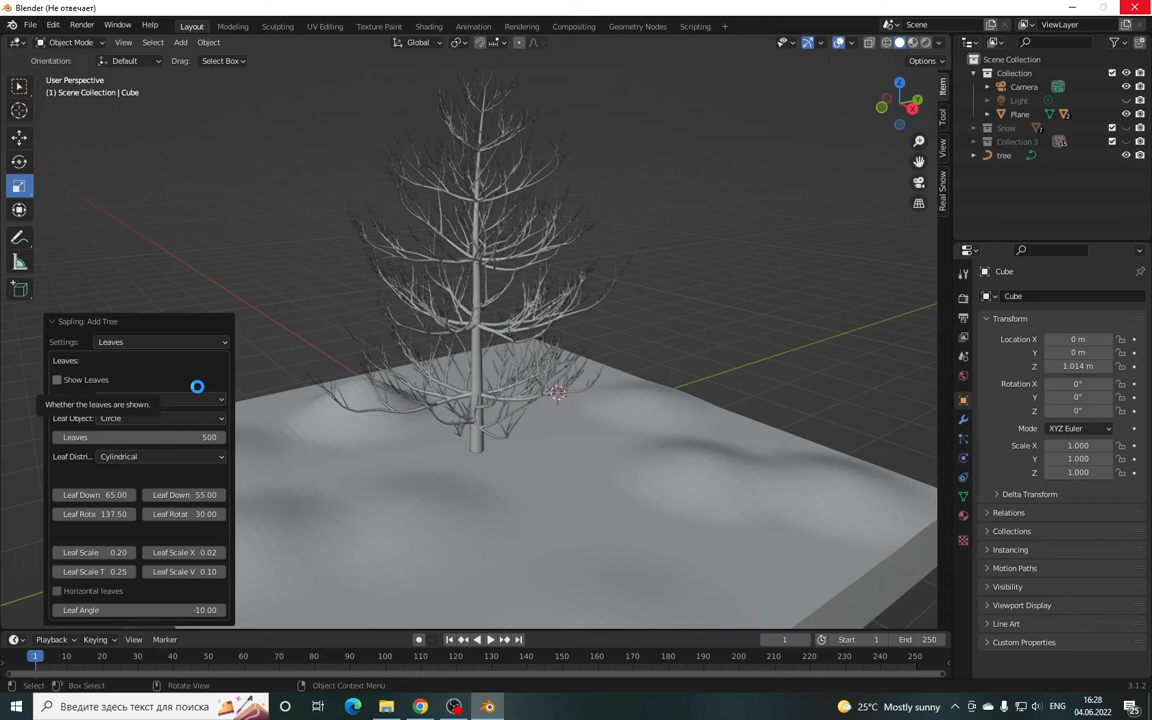 Blender (Не отвечает)
File Edit Render Window Help Layout Modeling Sculpting UV Editing Texture Paint Shading Animation Rendering Compositing Geometry Nodes Scripting + Scene ViewLayer
Object Mode View Select Add Object Global
Orientation: Default Drag: Select Box Options
User Perspective
(1) Scene Collection | Cube
Item
Tool
View
Real Snow
X
Y
Z
Scene Collection
Collection
Camera
Light
Plane 2
Snow 7
Collection 3 15
tree
Cube
Cube
Transform
Location X 0 m
Y 0 m
Z 1.014 m
Rotation X 0°
Y 0°
Z 0°
Mode XYZ Euler
Scale X 1.000
Y 1.000
Z 1.000
Delta Transform
Relations
Collections
Instancing
Motion Paths
Visibility
Viewport Display
Line Art
Custom Properties
Sapling: Add Tree
Settings: Leaves
Leaves:
Show Leaves
Whether the leaves are shown.
Leaf Object: Circle
Leaves 500
Leaf Distri... Cylindrical
Leaf Down 65.00 Leaf Down 55.00
Leaf Rota 137.50 Leaf Rotat 30.00
Leaf Scale 0.20 Leaf Scale X 0.02
Leaf Scale T 0.25 Leaf Scale V 0.10
Horizontal leaves
Leaf Angle -10.00
Playback Keying View Marker 1 Start 1 End 250
1 10 20 30 40 50 60 70 80 90 100 110 120 130 140 150 160 170 180 190 200 210 220 230 240 250
Select Box Select Rotate View Object Context Menu 3.1.2
Введите здесь текст для поиска 25°C Mostly sunny ENG 16:28
04.06.2022 25